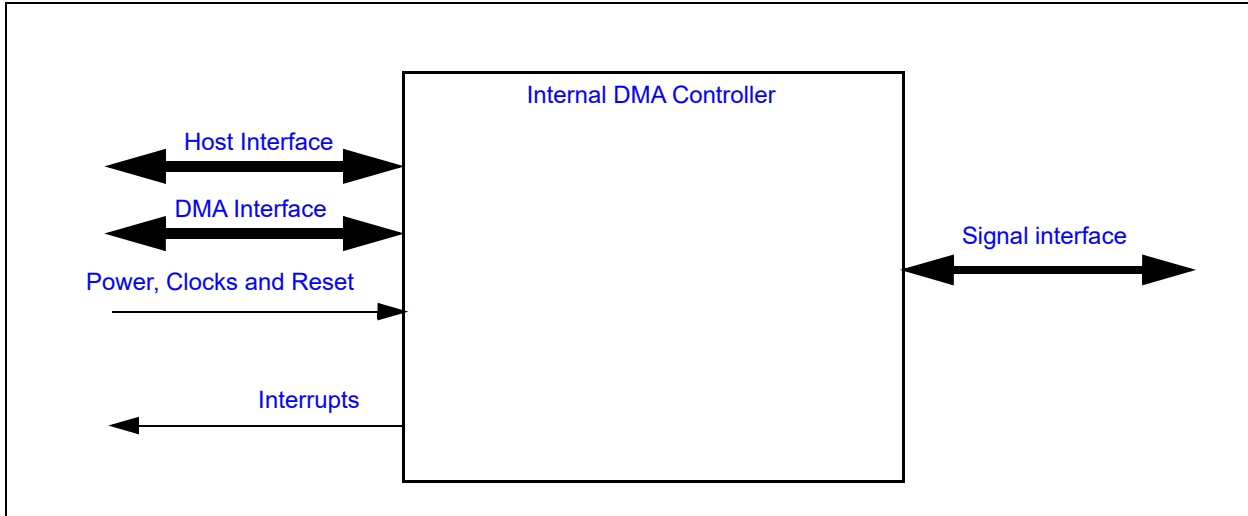 Internal DMA Controller
Host Interface
DMA Interface
Signal interface
Power, Clocks and Reset
Interrupts